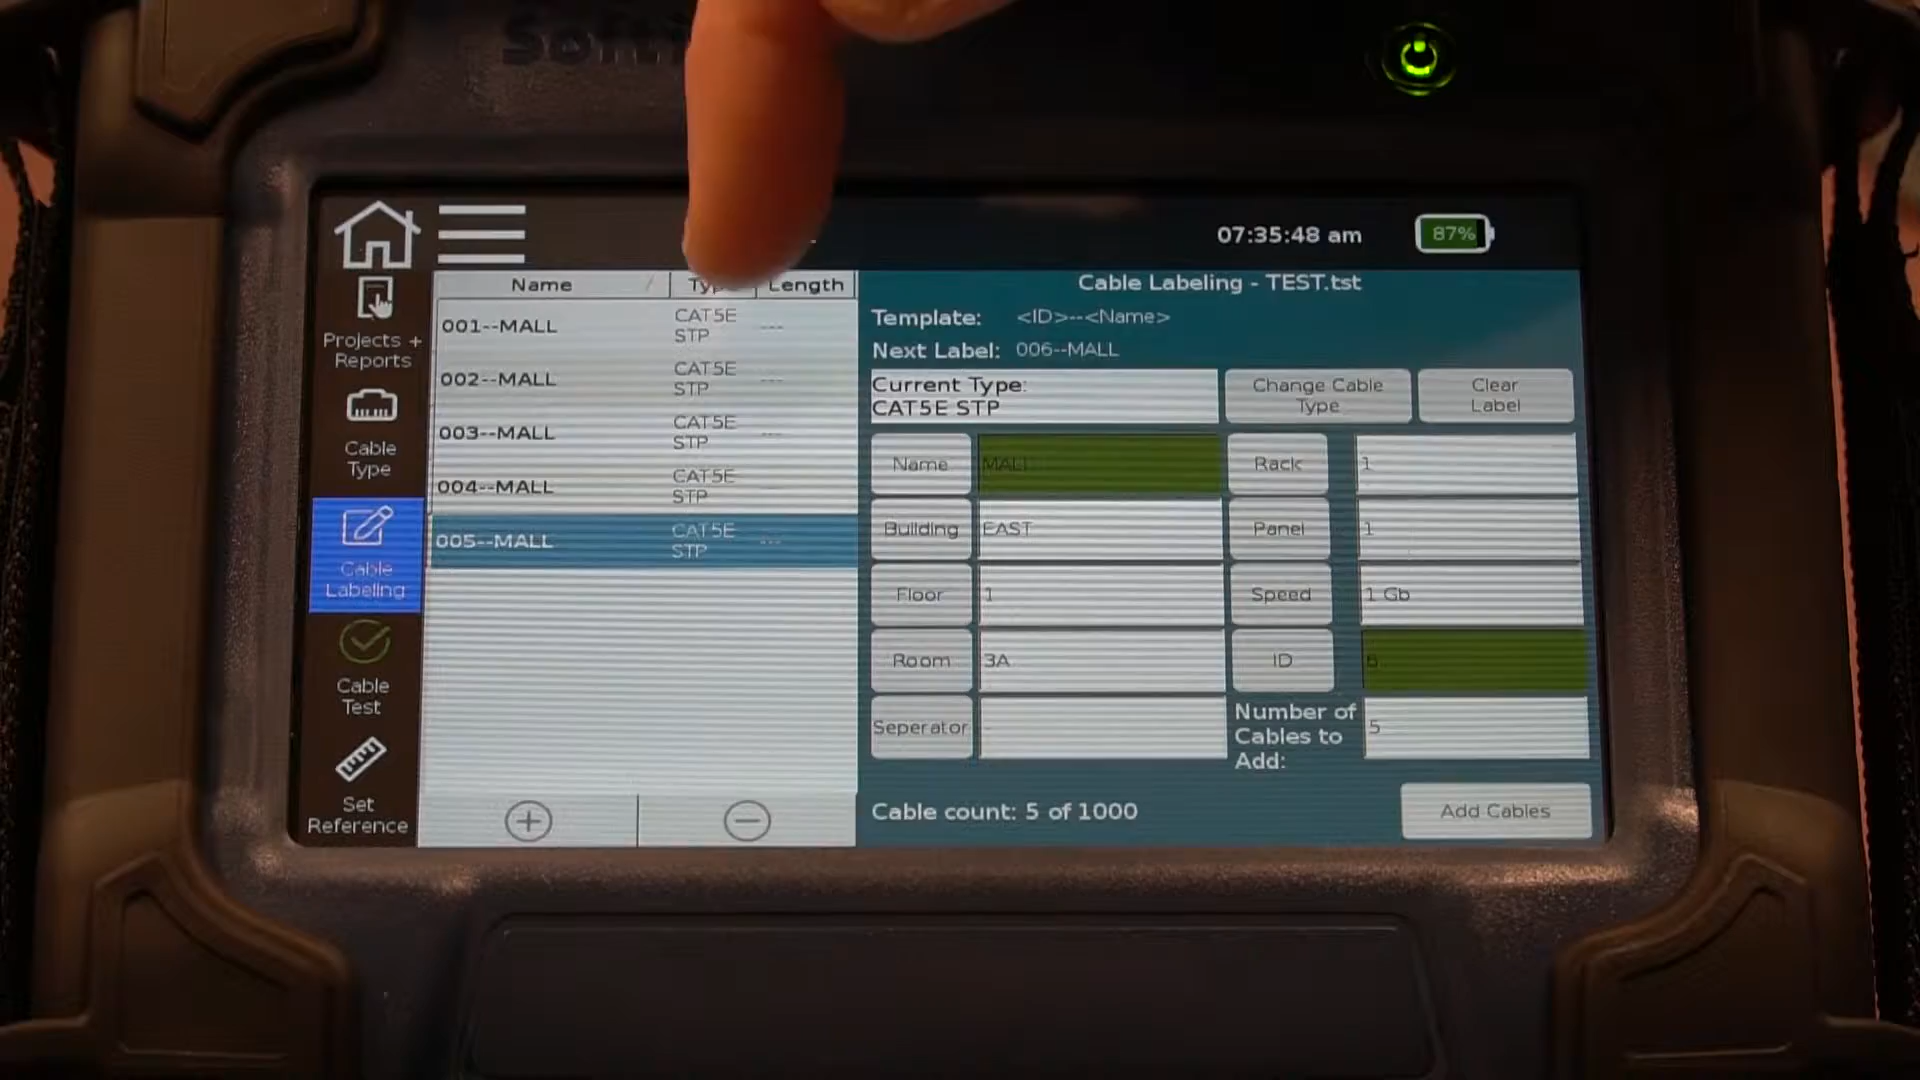 07:35:48 am
87%
Projects +
Reports
Cable
Type
Cable
Labeling
Cable
Test
Set
Reference
Name
Length
001--MALL
CAT5E
STP
---
002--MALL
CAT5E
STP
---
003--MALL
CAT5E
STP
---
004--MALL
CAT5E
STP
---
005--MALL
CAT5E
STP
---
Cable Labeling - TEST.tst
Template: <ID>--<Name>
Next Label: 006--MALL
Current Type:
CAT5E STP
Change Cable
Type
Clear
Label
Name
MALL
Rack
1
Building
EAST
Panel
1
Floor
1
Speed
1 Gb
Room
3A
ID
6
Seperator
-
Number of
Cables to
Add:
5
Cable count: 5 of 1000
Add Cables